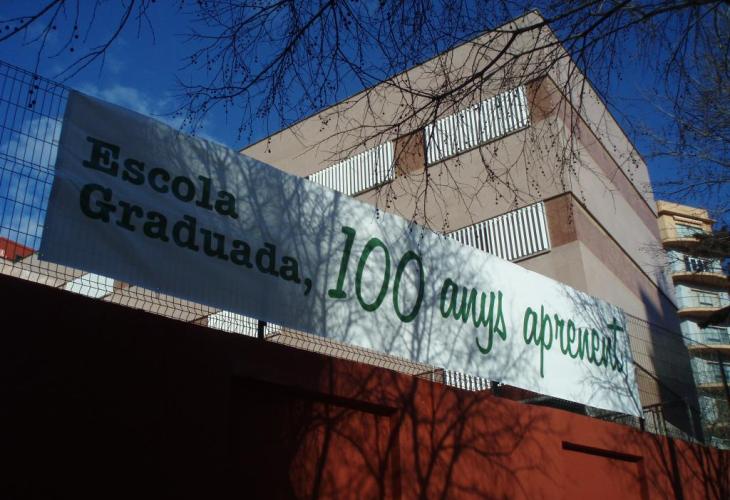 Escola
Graduada, 100 anys aprenent